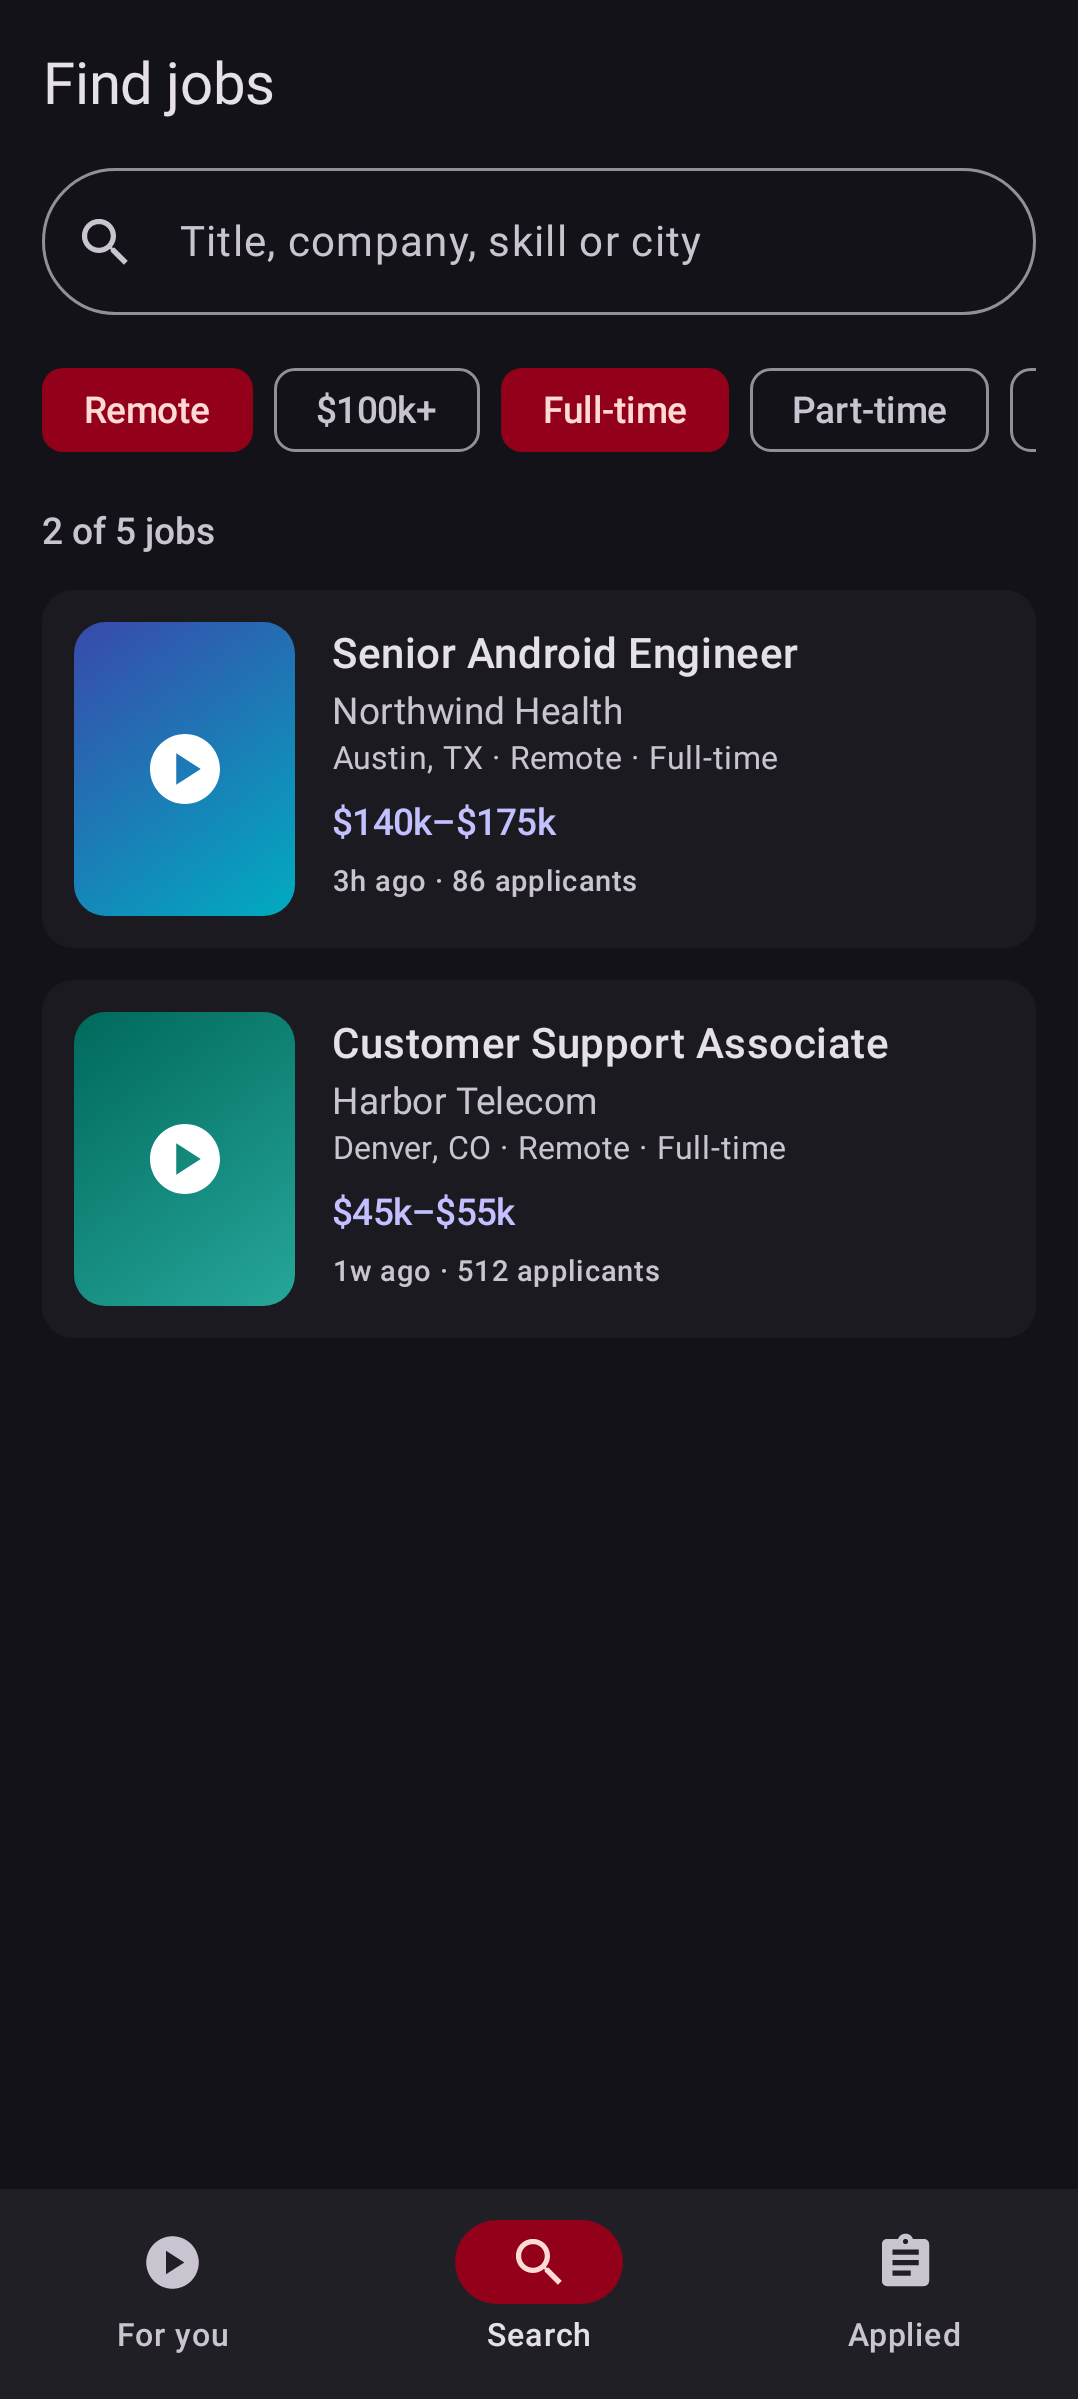 Find jobs
Title, company, skill or city
Remote
$100k+
Full-time
Part-time
2 of 5 jobs
Senior Android Engineer
Northwind Health
Austin, TX · Remote · Full-time
$140k–$175k
3h ago · 86 applicants
Customer Support Associate
Harbor Telecom
Denver, CO · Remote · Full-time
$45k–$55k
1w ago · 512 applicants
For you
Search
Applied